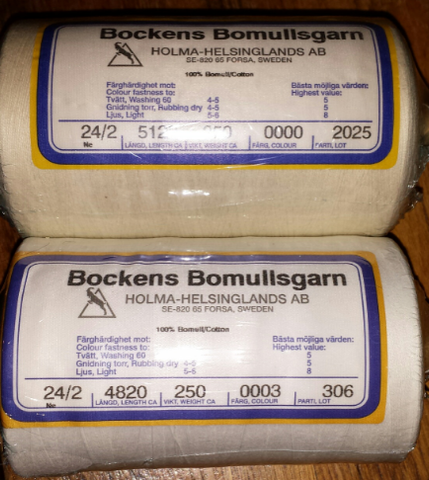 Bockens Bomullsgarn
HOLMA-HELSINGLANDS AB
SE-820 65 FORSA, SWEDEN
100% Bomull/Cotton
Färghärdighet mot: Bästa möjliga värden:
Colour fastness to: Highest value:
Tvätt, Washing 60 4-5 5
Gnidning torr, Rubbing dry 4-5 5
Ljus, Light 5-6 8
24/2 0000 2025
Ne LÄNGD, LENGTH CA VIKT, WEIGHT CA FÄRG, COLOUR PARTI, LOT
Bockens Bomullsgarn
HOLMA-HELSINGLANDS AB
SE-820 65 FORSA, SWEDEN
100% Bomull/Cotton
Färghärdighet mot: Bästa möjliga värden:
Colour fastness to: Highest value:
Tvätt, Washing 60 5
Gnidning torr, Rubbing dry 4-5 5
Ljus, Light 5-6 8
24/2 4820 250 0003 306
Ne LÄNGD, LENGTH CA VIKT, WEIGHT CA FÄRG, COLOUR PARTI, LOT